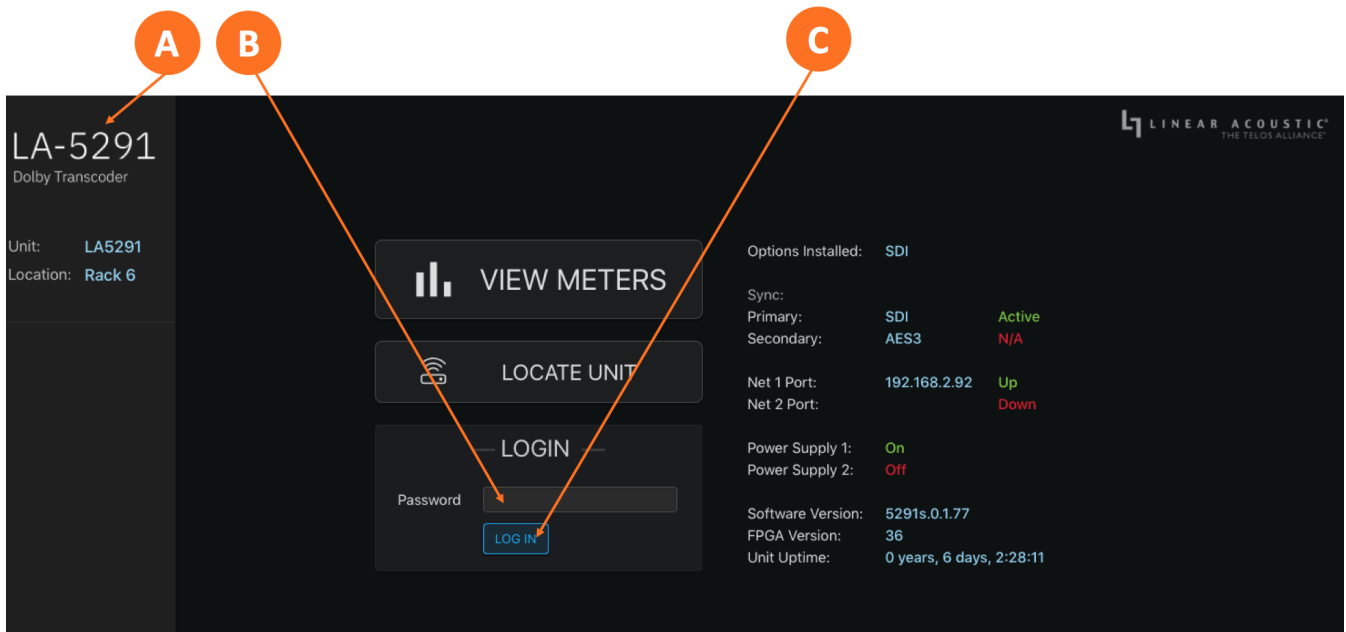 A B C
LA-5291
Dolby Transcoder
Unit: LA5291
Location: Rack 6
VIEW METERS
LOCATE UNIT
LOGIN
Password
LOG IN
LINEAR ACOUSTIC®
THE TELOS ALLIANCE®
Options Installed: SDI
Sync:
Primary: SDI Active
Secondary: AES3 N/A
Net 1 Port: 192.168.2.92 Up
Net 2 Port: Down
Power Supply 1: On
Power Supply 2: Off
Software Version: 5291s.0.1.77
FPGA Version: 36
Unit Uptime: 0 years, 6 days, 2:28:11